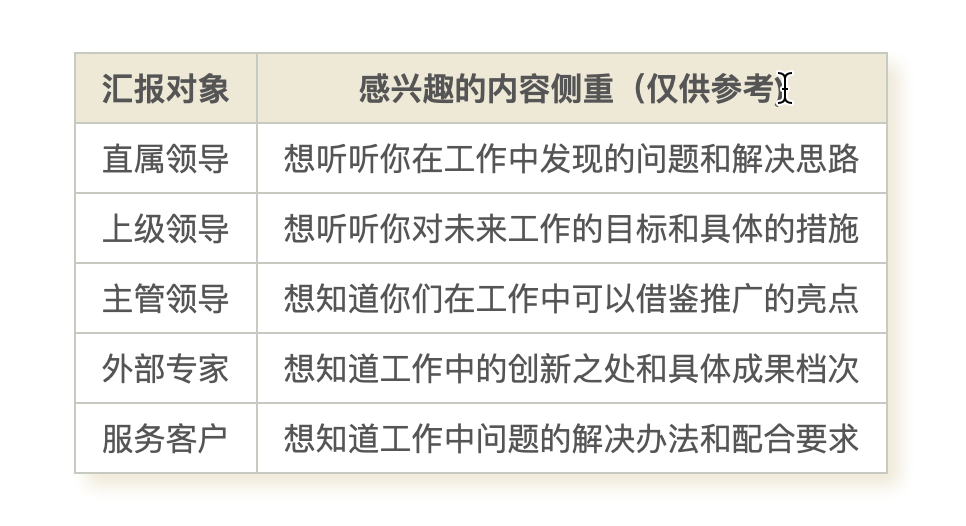 汇报对象 感兴趣的内容侧重（仅供参考）
直属领导 想听听你在工作中发现的问题和解决思路
上级领导 想听听你对未来工作的目标和具体的措施
主管领导 想知道你们在工作中可以借鉴推广的亮点
外部专家 想知道工作中的创新之处和具体成果档次
服务客户 想知道工作中问题的解决办法和配合要求